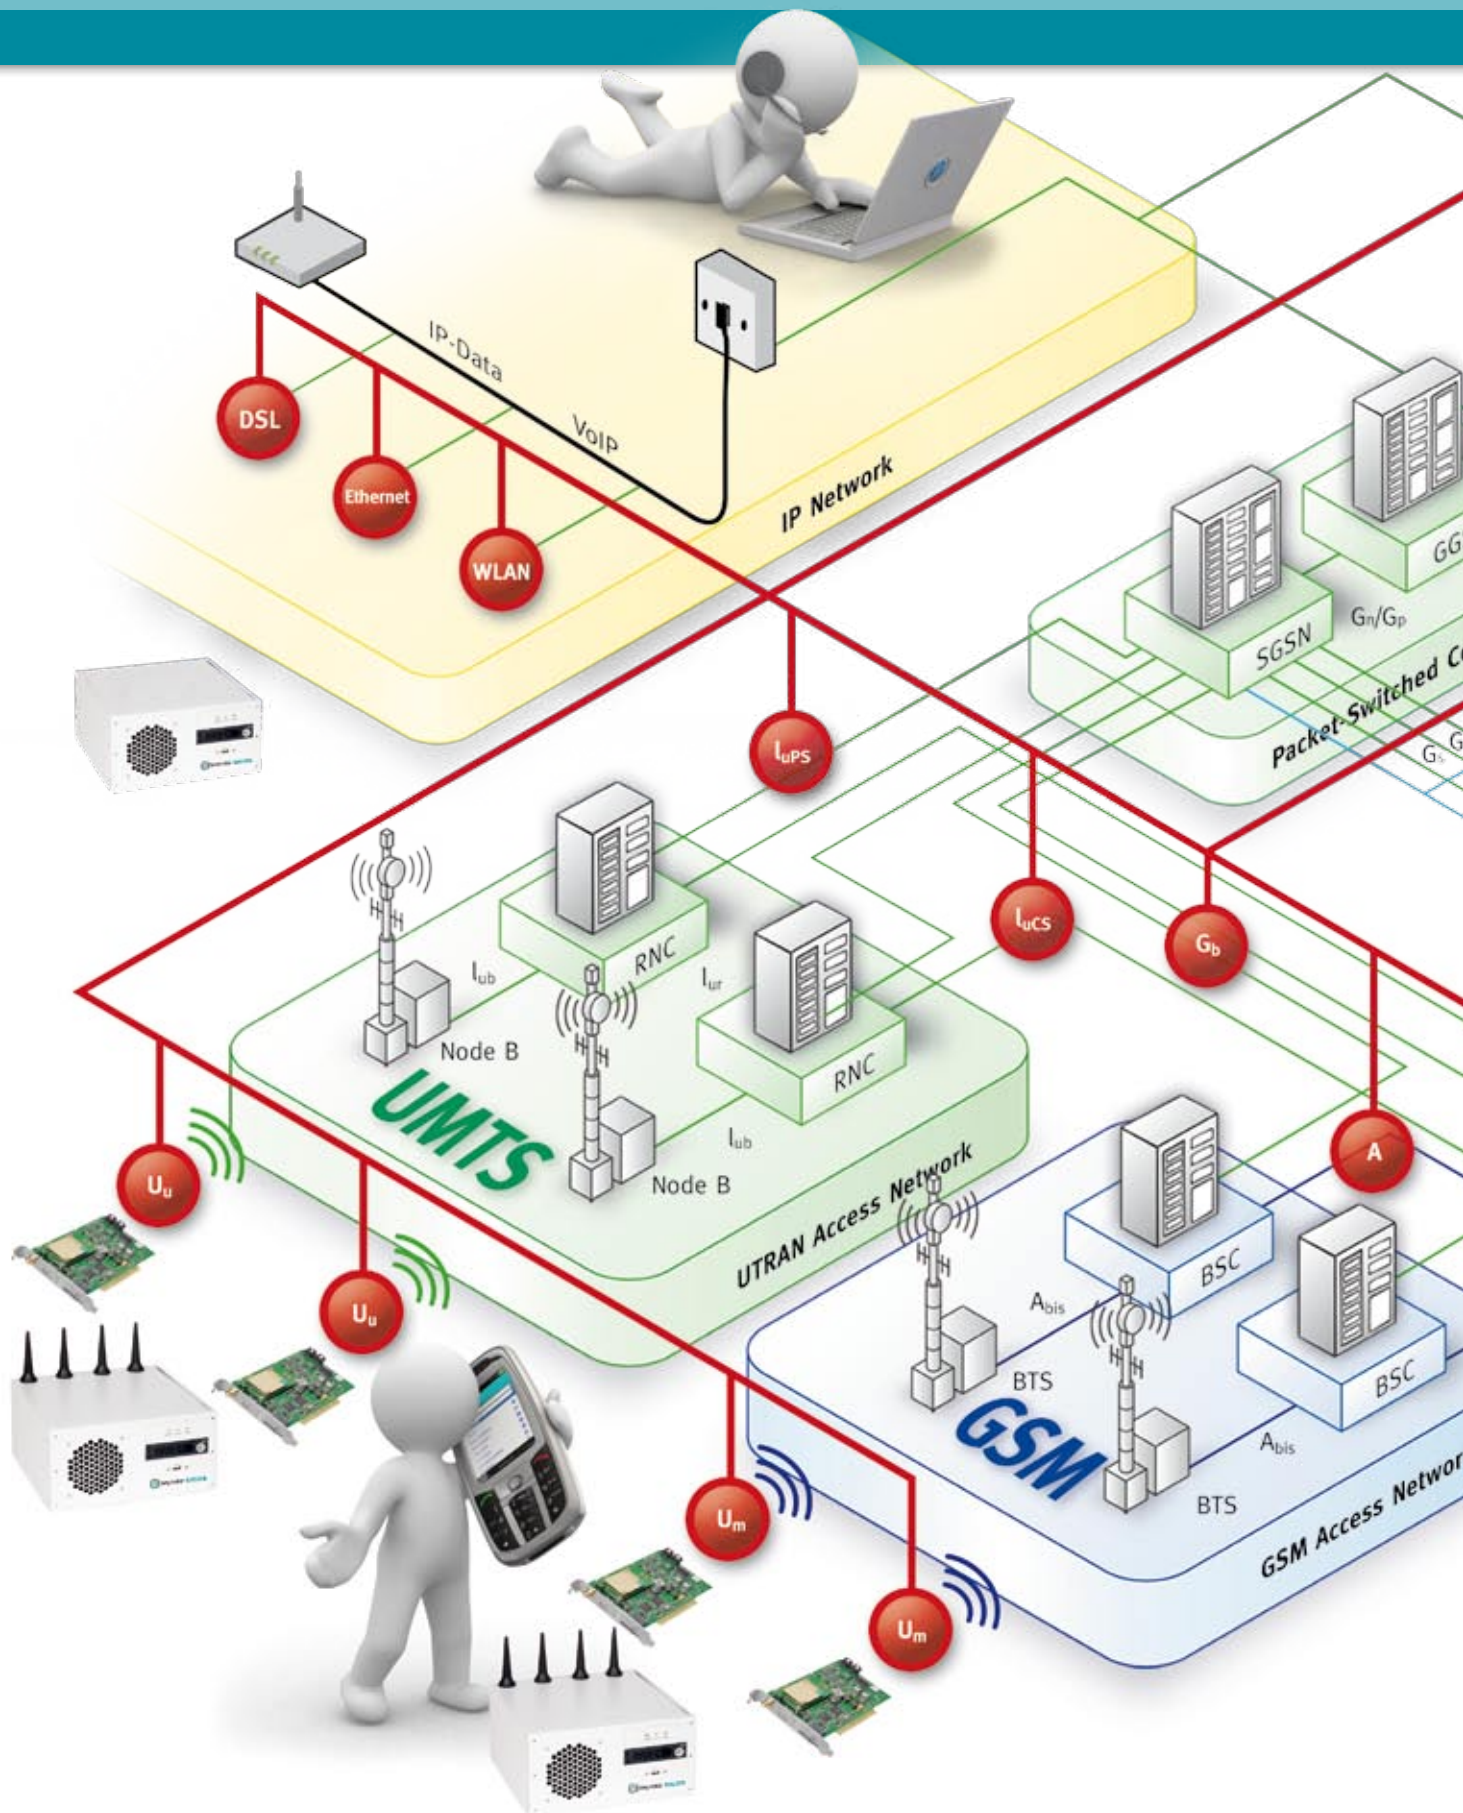 IP-Data
VoIP
DSL
Ethernet
WLAN
IP Network
GG
SGSN
Gn/Gp
Packet-Switched Co
IuPS
IuCS
Gb
A
RNC
Iub
Iur
Node B
RNC
UMTS
Iub
Node B
UTRAN Access Network
Uu
Uu
BSC
Abis
BTS
BSC
GSM
Abis
BTS
GSM Access Networ
Um
Um